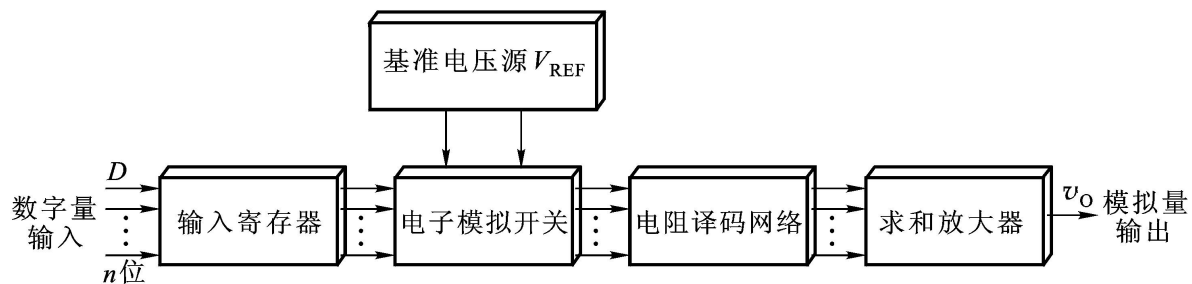 基准电压源 V_REF
D
数字量
输入
n位
输入寄存器
电子模拟开关
电阻译码网络
求和放大器
v_O 模拟量
输出